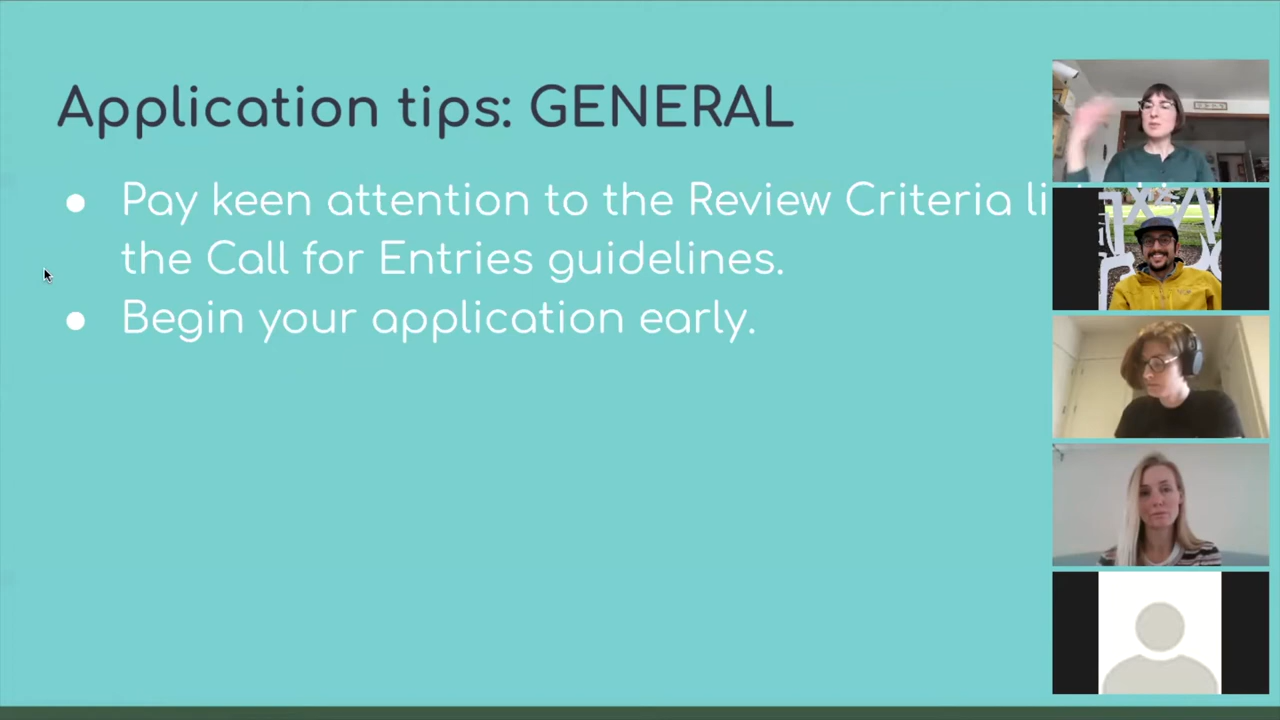 Application tips: GENERAL
● Pay keen attention to the Review Criteria
the Call for Entries guidelines.
● Begin your application early.